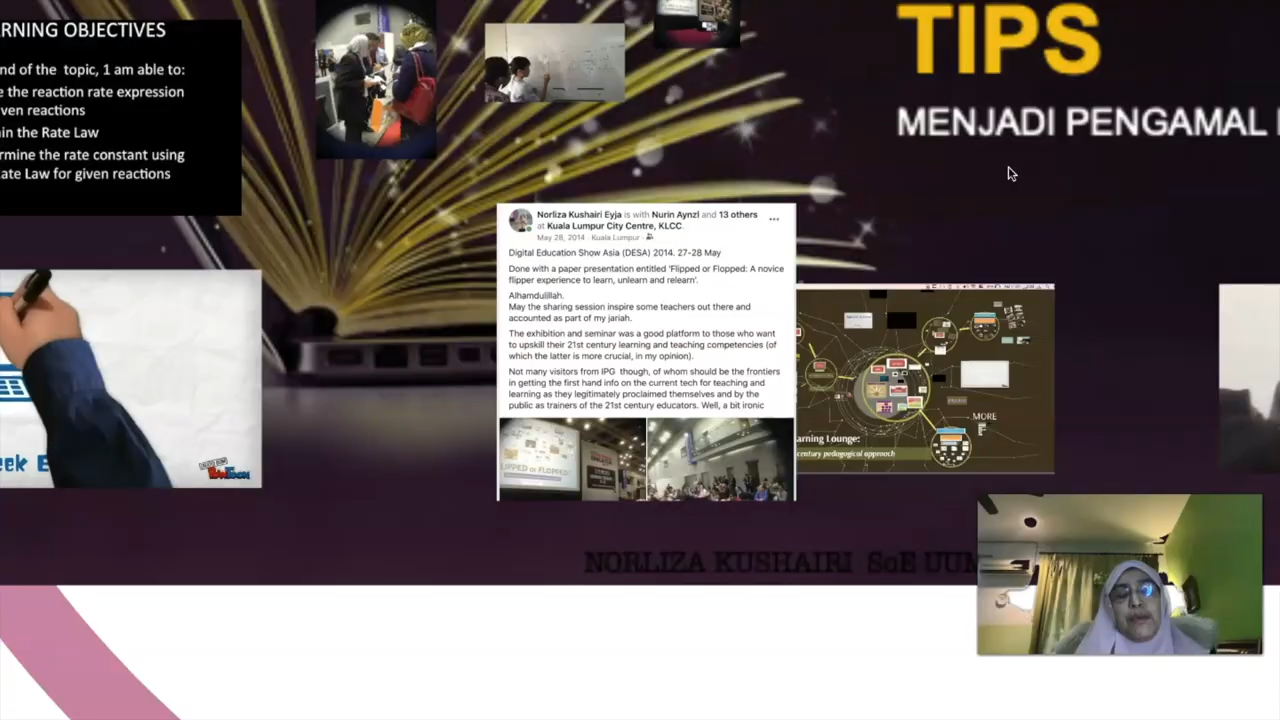 RNING OBJECTIVES
nd of the topic, 1 am able to:
e the reaction rate expression
ven reactions
in the Rate Law
rmine the rate constant using
ate Law for given reactions
TIPS
MENJADI PENGAMAL
Norliza Kushairi Eyja is with Nurin Aynzl and 13 others
at Kuala Lumpur City Centre, KLCC.
May 28, 2014 · Kuala Lumpur ·
Digital Education Show Asia (DESA) 2014. 27-28 May
Done with a paper presentation entitled 'Flipped or Flopped: A novice
flipper experience to learn, unlearn and relearn'.
Alhamdulillah.
May the sharing session inspire some teachers out there and
accounted as part of my jariah.
The exhibition and seminar was a good platform to those who want
to upskill their 21st century learning and teaching competencies (of
which the latter is more crucial, in my opinion).
Not many visitors from IPG though, of whom should be the frontiers
in getting the first hand info on the current tech for teaching and
learning as they legitimately proclaimed themselves and by the
public as trainers of the 21st century educators. Well, a bit ironic
LIPPED or FLOPPED
MORE
arning Lounge:
century pedagogical approach
eek E
NORLIZA KUSHAIRI SoE UUM